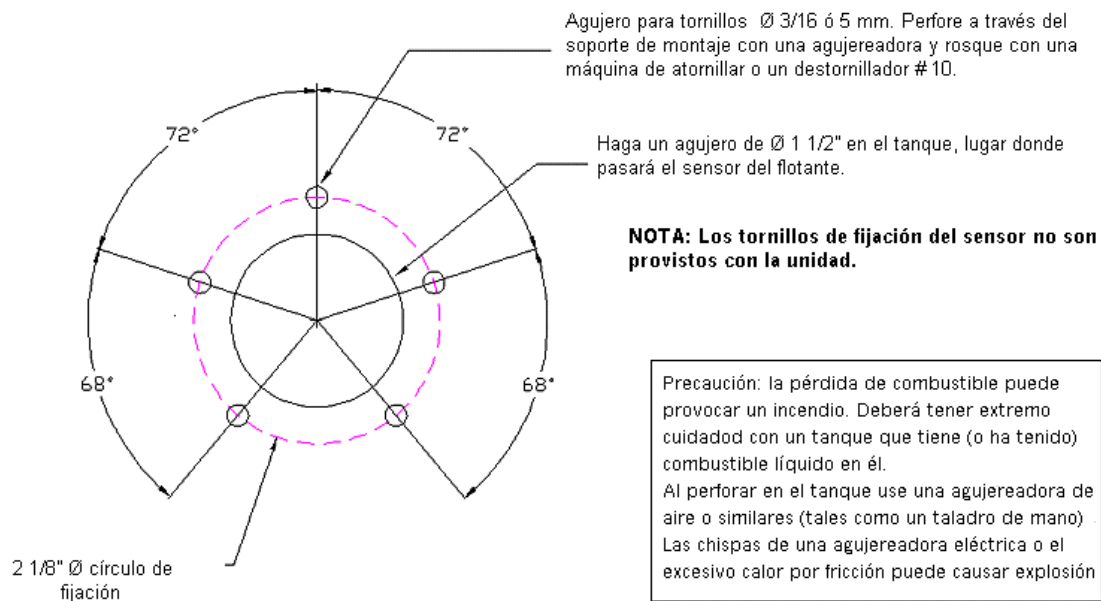 Agujero para tornillos Ø 3/16 ó 5 mm. Perfore a través del
soporte de montaje con una agujereadora y rosque con una
máquina de atornillar o un destornillador # 10.
72°
72°
Haga un agujero de Ø 1 1/2" en el tanque, lugar donde
pasará el sensor del flotante.
NOTA: Los tornillos de fijación del sensor no son
provistos con la unidad.
68°
68°
Precaución: la pérdida de combustible puede
provocar un incendio. Deberá tener extremo
cuidadod con un tanque que tiene (o ha tenido)
combustible líquido en él.
Al perforar en el tanque use una agujereadora de
aire o similares (tales como un taladro de mano)
Las chispas de una agujereadora eléctrica o el
excesivo calor por fricción puede causar explosión
2 1/8" Ø círculo de
fijación